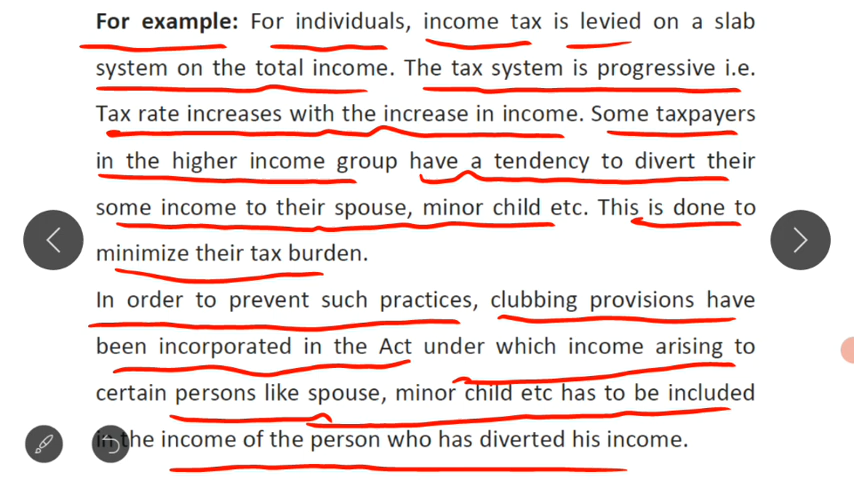 For example: For individuals, income tax is levied on a slab
system on the total income. The tax system is progressive i.e.
Tax rate increases with the increase in income. Some taxpayers
in the higher income group have a tendency to divert their
some income to their spouse, minor child etc. This is done to
minimize their tax burden.
In order to prevent such practices, clubbing provisions have
been incorporated in the Act under which income arising to
certain persons like spouse, minor child etc has to be included
in the income of the person who has diverted his income.